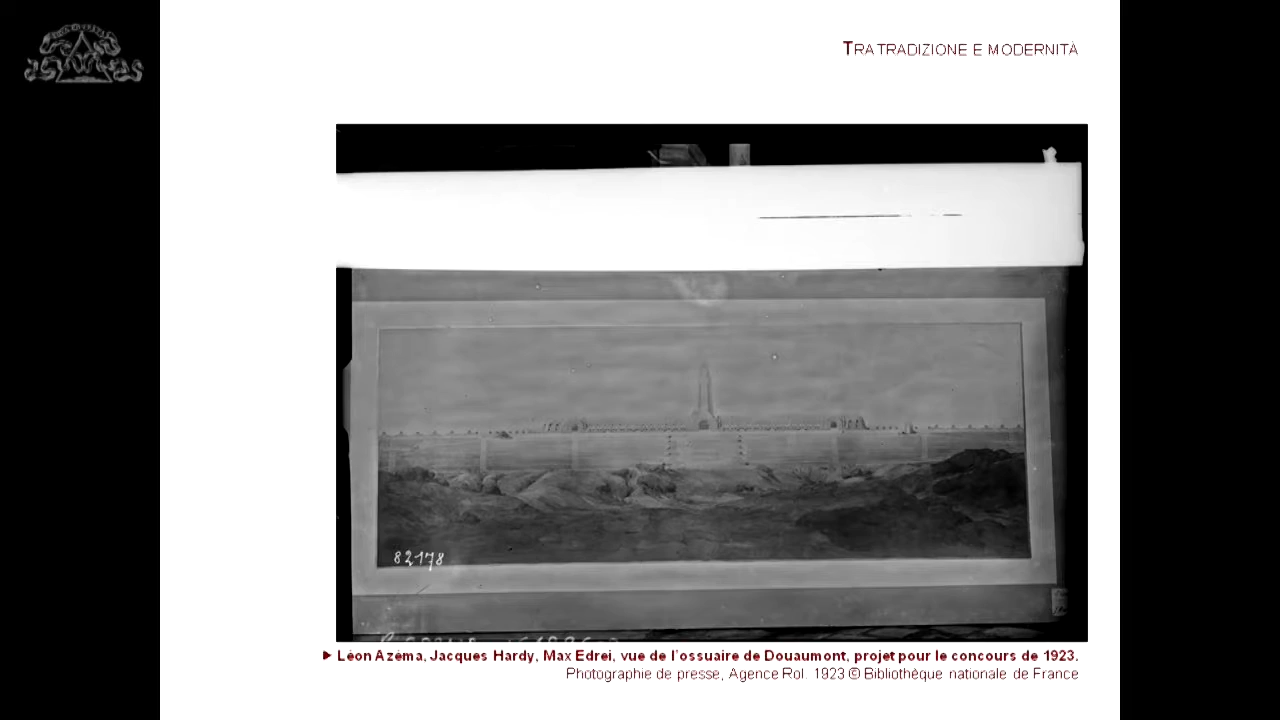 TRA TRADIZIONE E MODERNITÀ
82178
► Léon Azéma, Jacques Hardy, Max Edrei, vue de l'ossuaire de Douaumont, projet pour le concours de 1923.
Photographie de presse, Agence Rol. 1923 © Bibliothèque nationale de France